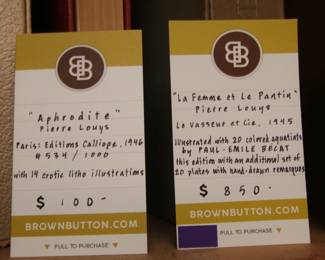 BB
"Aphrodite"
Pierre Louys
Paris: Editions Calliope, 1946
#534 / 1000
with 14 erotic litho illustrations
$ 100-
BROWNBUTTON.COM
PULL TO PURCHASE
BB
"La Femme et Le Pantin"
Pierre Louys
Le Vasseur et Cie, 1945
Illustrated with 20 colored aquatints
by PAUL-EMILE BECAT
this edition with an additional set of
20 plates with hand-drawn remarques
$ 850-
BROWNBUTTON.COM
PULL TO PURCHASE